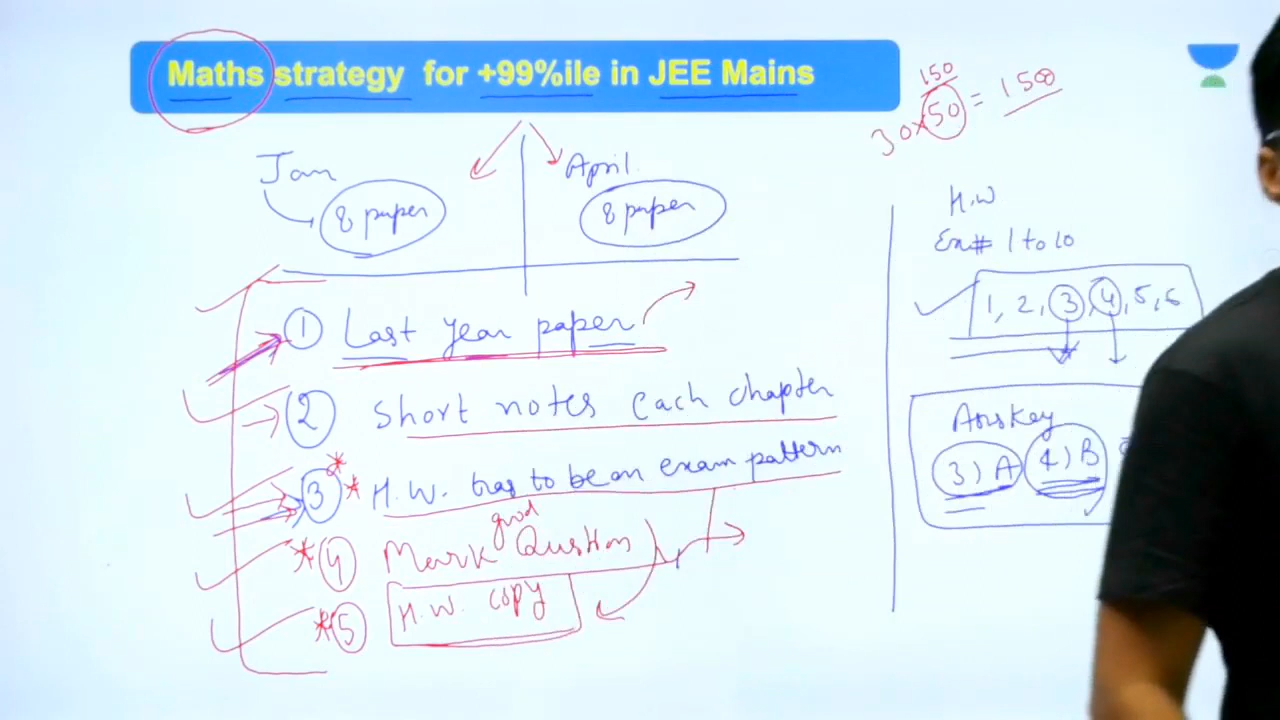 Maths strategy for +99%ile in JEE Mains
150
30×50 = 1500
Jan
8 paper
April
8 paper
1 Last year paper
2 Short notes each chapter
3 H.W. has to be on exam pattern
good
4 Mark Qustion
5 H.W. copy
H.W
Ex# 1 to 10
1, 2, 3, 4, 5, 6
Ans key
3) A 4) B